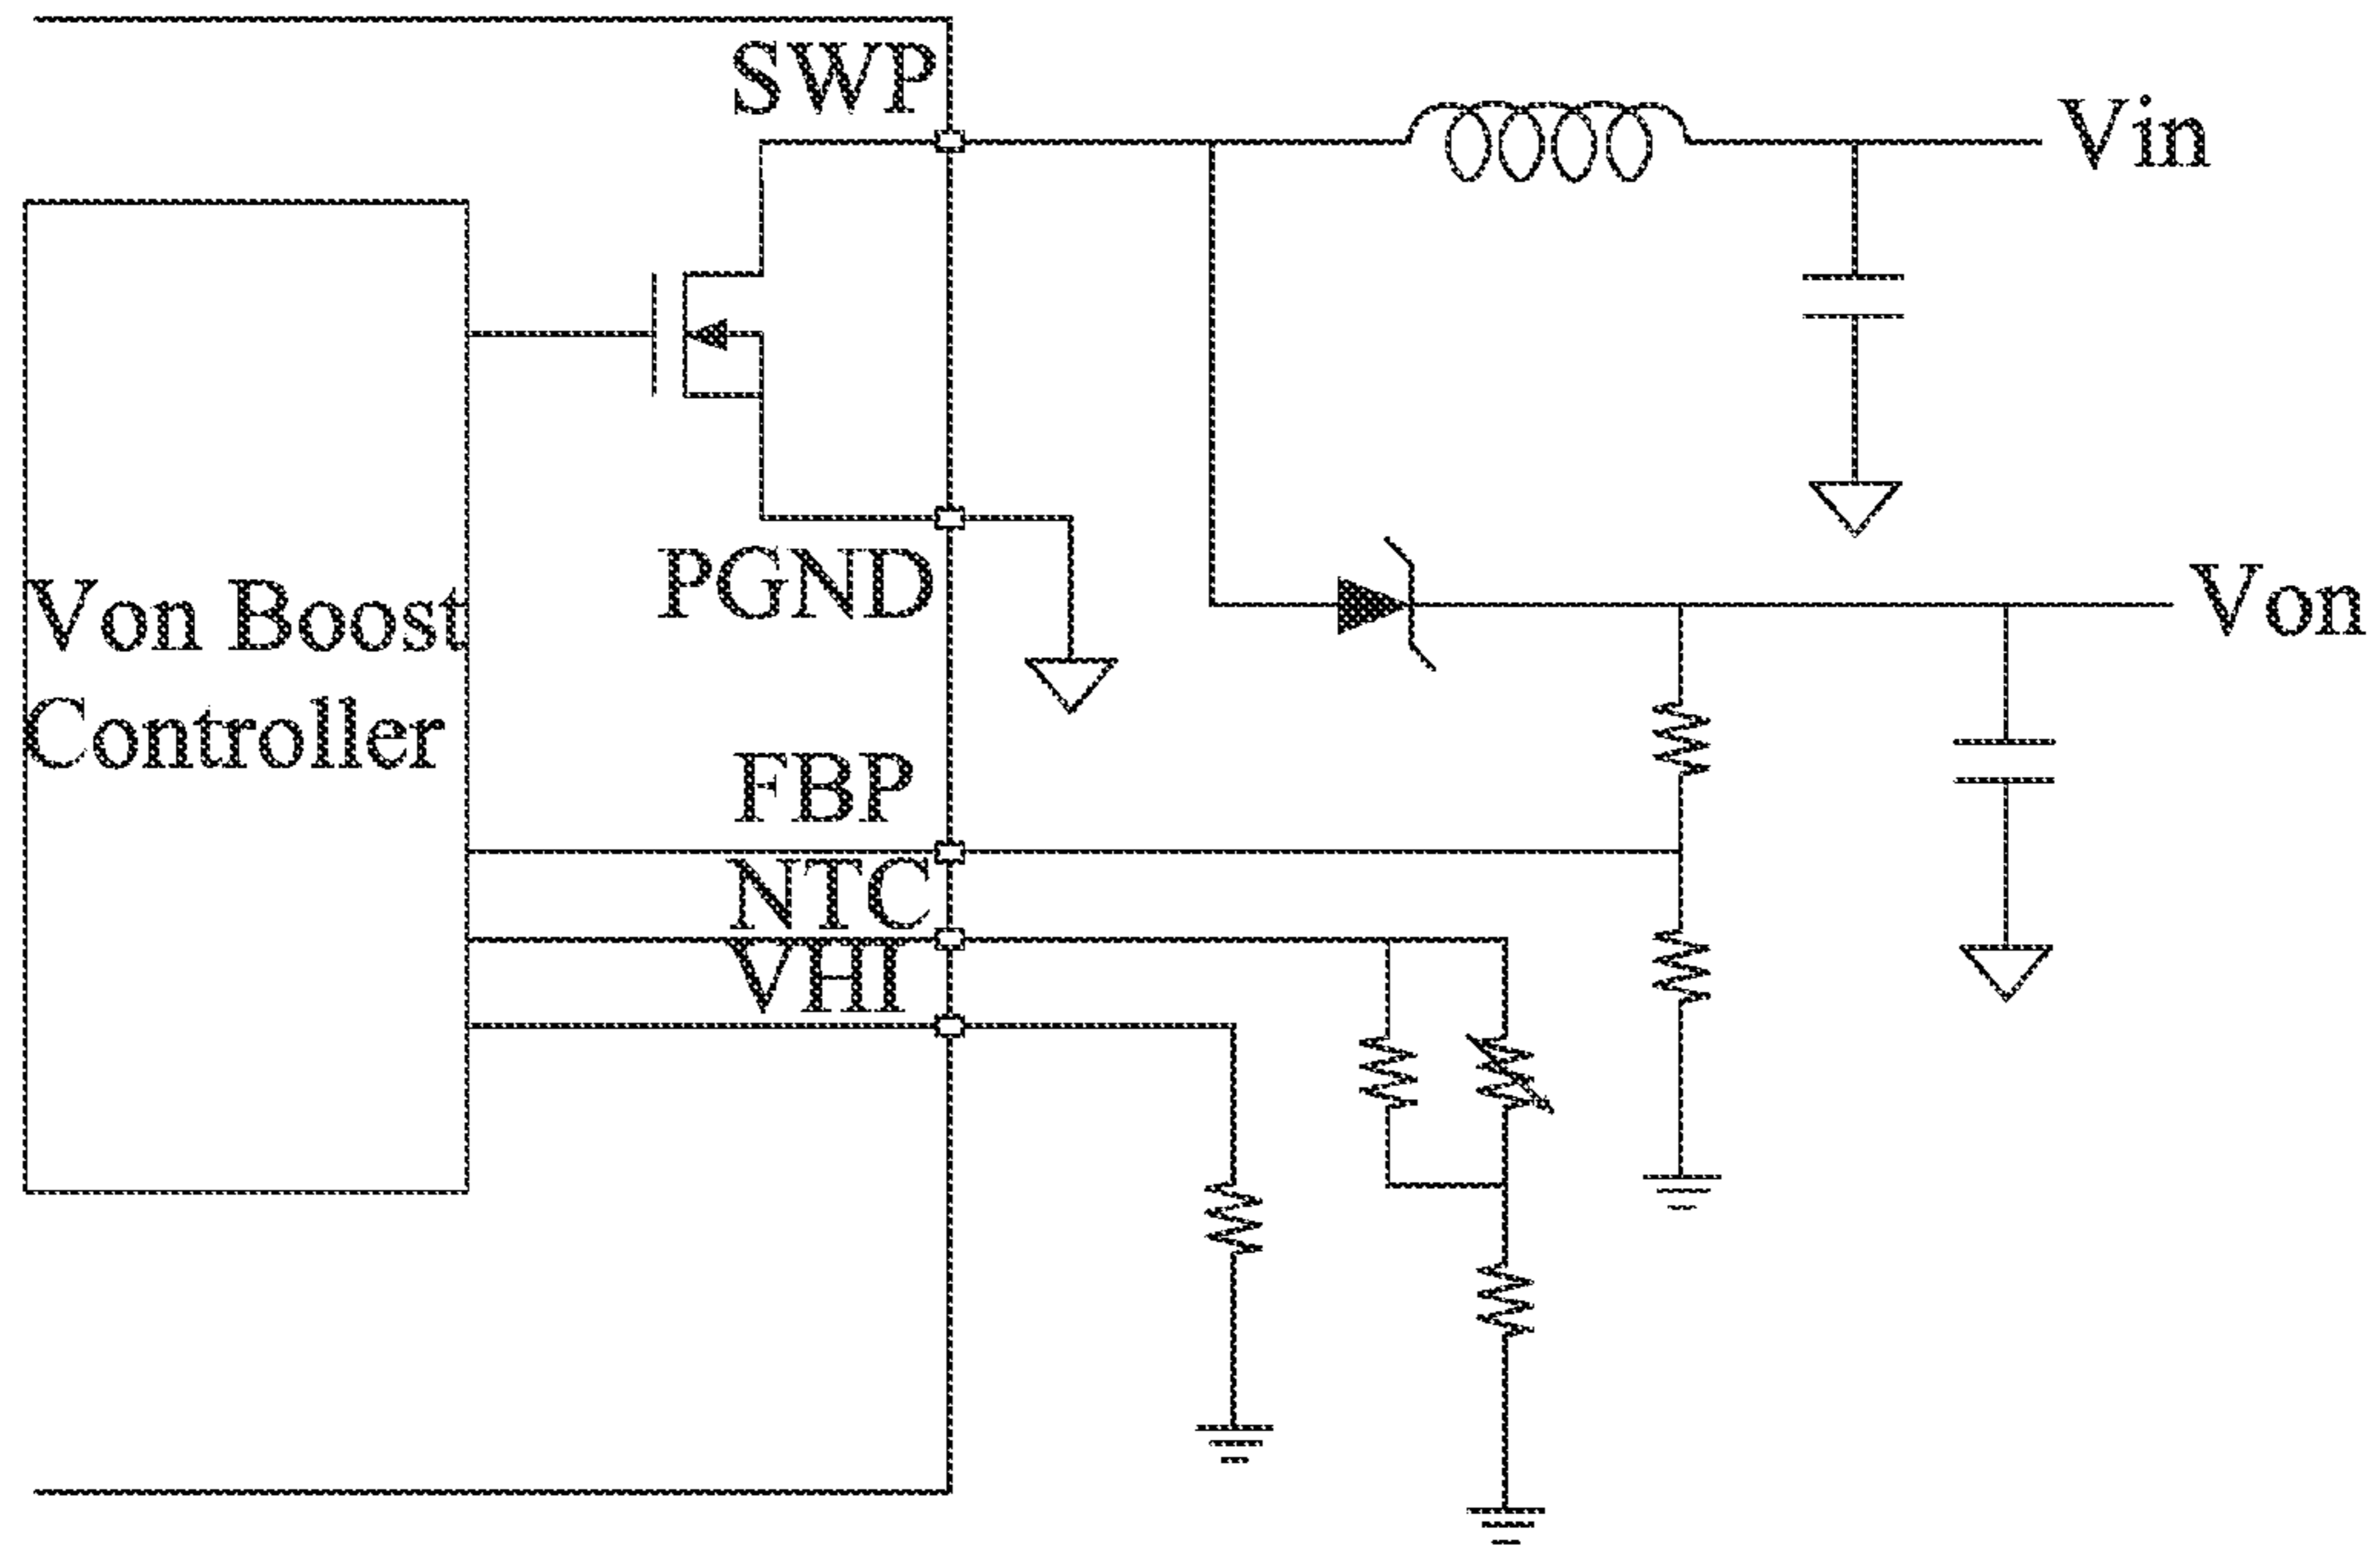 SWP
Vin
PGND
Von Boost
Controller
Von
FBP
NTC
VHI